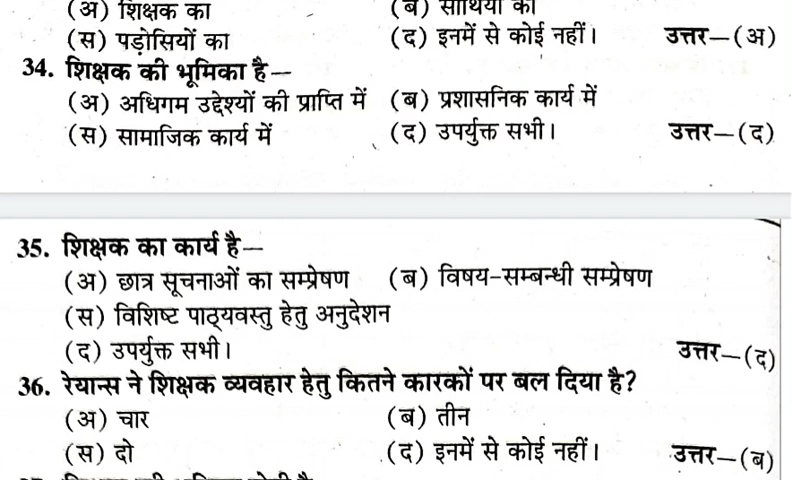 (अ) शिक्षक का (ब) साथियों का
(स) पड़ोसियों का (द) इनमें से कोई नहीं। उत्तर—(अ)
34. शिक्षक की भूमिका है—
(अ) अधिगम उद्देश्यों की प्राप्ति में (ब) प्रशासनिक कार्य में
(स) सामाजिक कार्य में (द) उपर्युक्त सभी। उत्तर—(द)
35. शिक्षक का कार्य है—
(अ) छात्र सूचनाओं का सम्प्रेषण (ब) विषय-सम्बन्धी सम्प्रेषण
(स) विशिष्ट पाठ्यवस्तु हेतु अनुदेशन
(द) उपर्युक्त सभी। उत्तर—(द)
36. रेयान्स ने शिक्षक व्यवहार हेतु कितने कारकों पर बल दिया है?
(अ) चार (ब) तीन
(स) दो (द) इनमें से कोई नहीं। उत्तर—(ब)